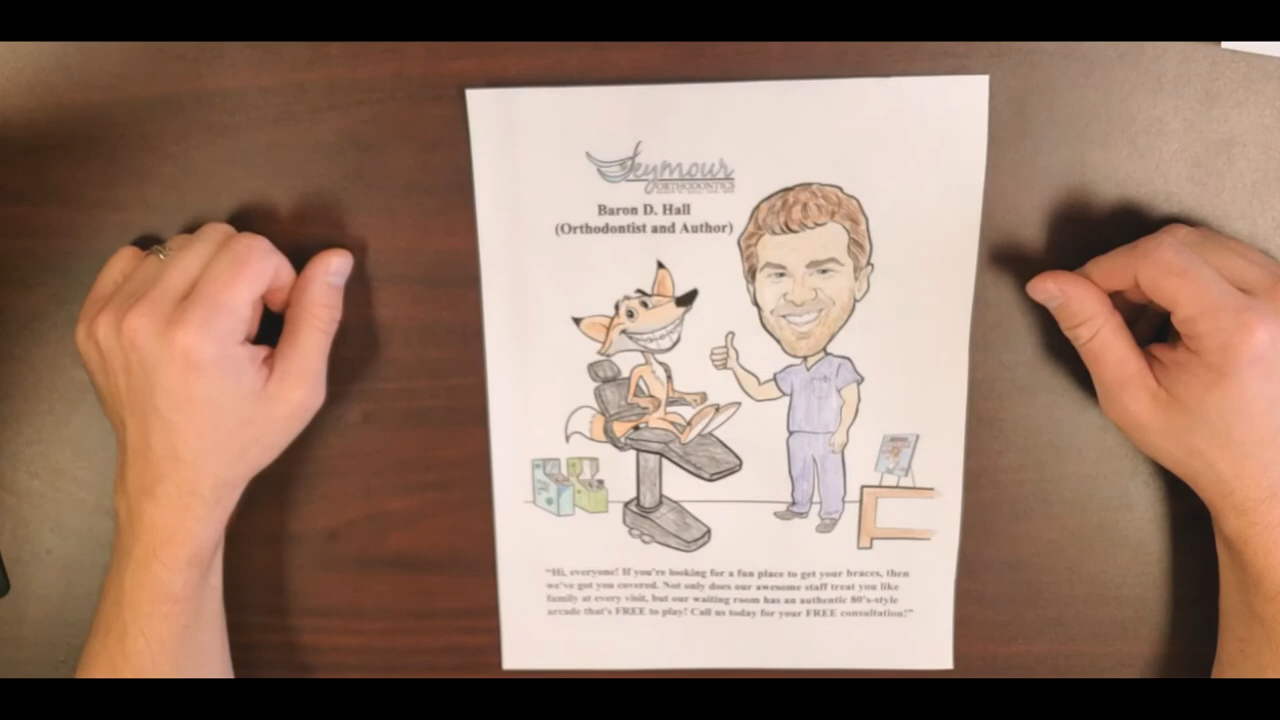 Seymour
ORTHODONTICS
Baron D. Hall
(Orthodontist and Author)
"Hi, everyone! If you're looking for a fun place to get your braces, then
we've got you covered. Not only does our awesome staff treat you like
family at every visit, but our waiting room has an authentic 80's-style
arcade that's FREE to play! Call us today for your FREE consultation!"